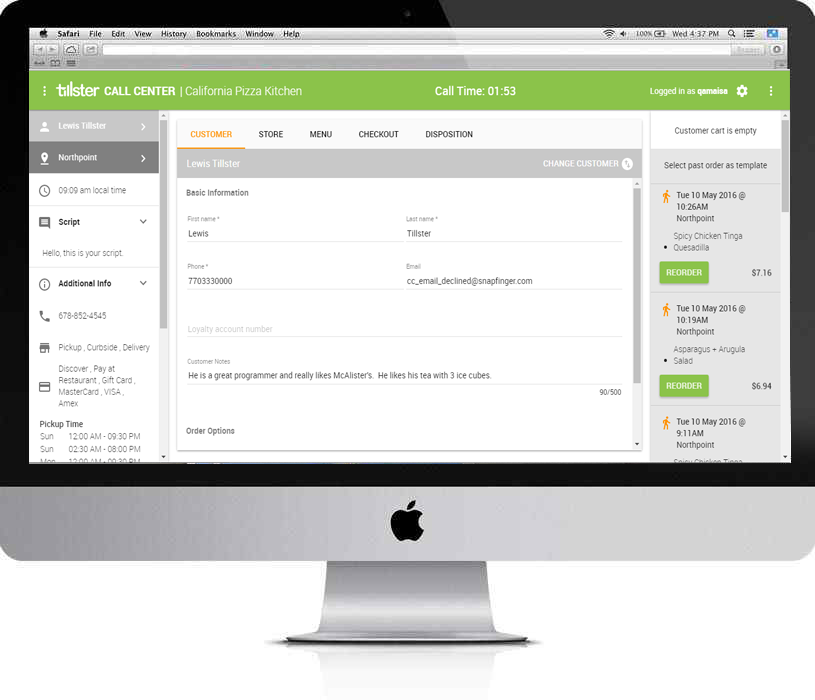 Safari File Edit View History Bookmarks Window Help
100% Wed 4:37 PM
Reader
tillster CALL CENTER | California Pizza Kitchen
Call Time: 01:53
Logged in as qamaisa
Lewis Tillster
Northpoint
09:09 am local time
Script
Hello, this is your script.
Additional Info
678-852-4545
Pickup , Curbside , Delivery
Discover , Pay at
Restaurant , Gift Card ,
MasterCard , VISA ,
Amex
Pickup Time
Sun 12:00 AM - 09:30 PM
Sun 02:30 AM - 08:00 PM
Mon 12:00 AM - 09:30 PM
CUSTOMER STORE MENU CHECKOUT DISPOSITION
Lewis Tillster
CHANGE CUSTOMER
Basic Information
First name * Last name *
Lewis Tillster
Phone * Email
7703330000 cc_email_declined@snapfinger.com
Loyalty account number
Customer Notes
He is a great programmer and really likes McAlister's. He likes his tea with 3 ice cubes.
90/500
Order Options
Customer cart is empty
Select past order as template
Tue 10 May 2016 @
10:26AM
Northpoint
Spicy Chicken Tinga
• Quesadilla
REORDER $7.16
Tue 10 May 2016 @
10:19AM
Northpoint
Asparagus + Arugula
• Salad
REORDER $6.94
Tue 10 May 2016 @
9:11AM
Northpoint
Spicy Chicken Tinga